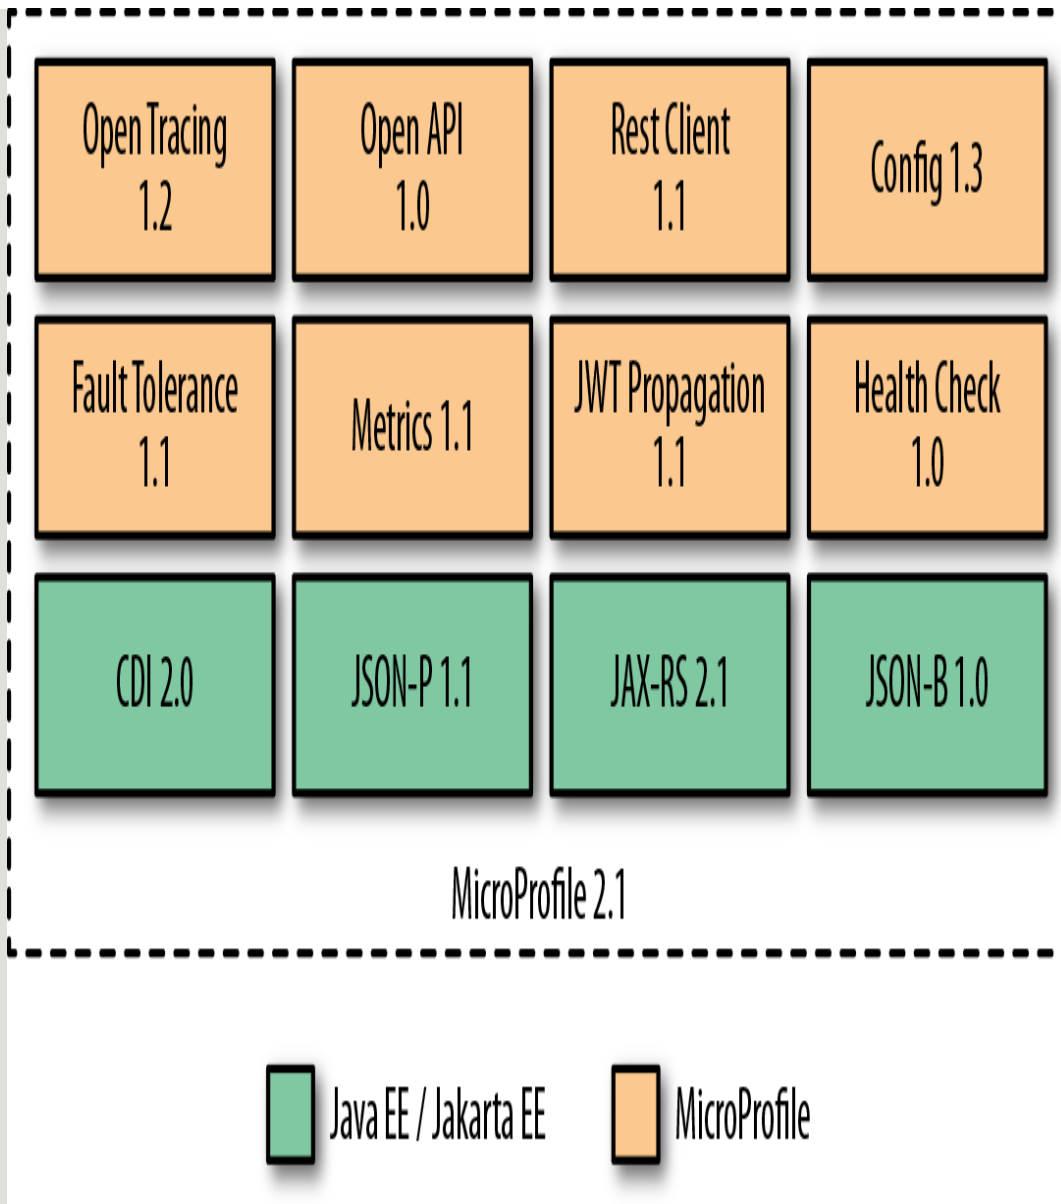 Open Tracing
1.2
Open API
1.0
Rest Client
1.1
Config 1.3
Fault Tolerance
1.1
Metrics 1.1
JWT Propagation
1.1
Health Check
1.0
CDI 2.0
JSON-P 1.1
JAX-RS 2.1
JSON-B 1.0
MicroProfile 2.1
Java EE / Jakarta EE
MicroProfile